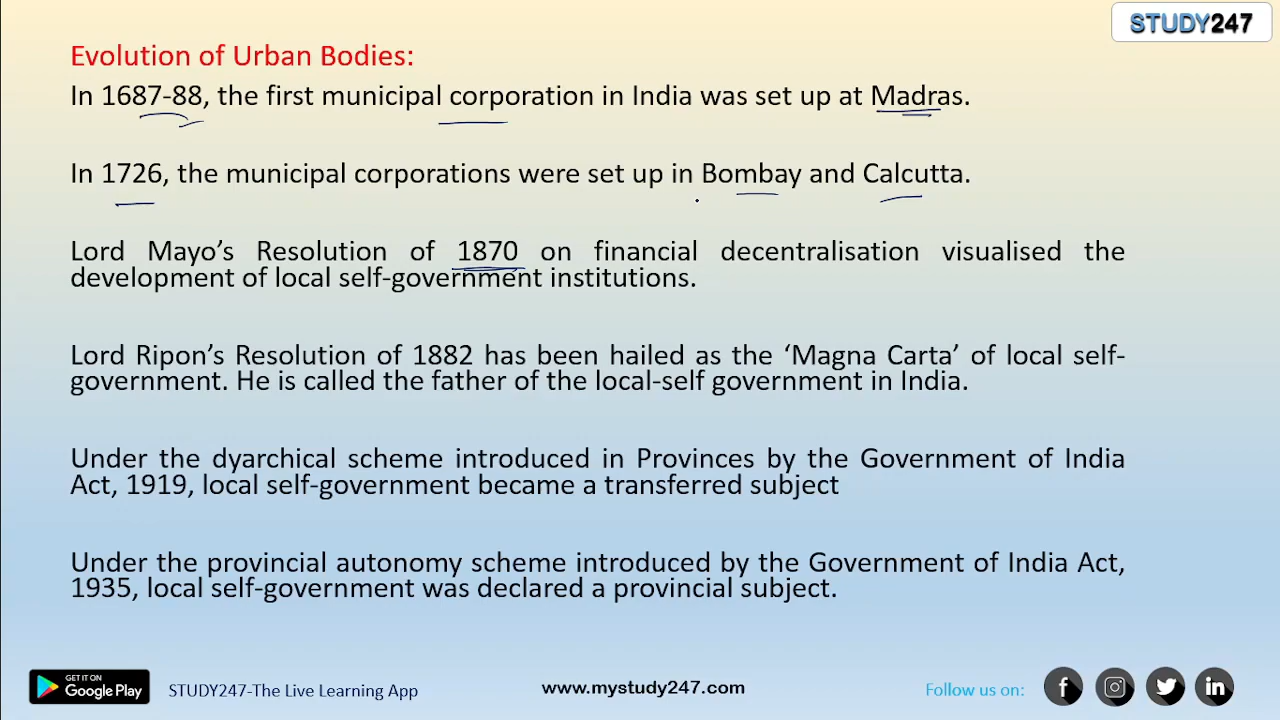 STUDY247
Evolution of Urban Bodies:
In 1687-88, the first municipal corporation in India was set up at Madras.
In 1726, the municipal corporations were set up in Bombay and Calcutta.
Lord Mayo’s Resolution of 1870 on financial decentralisation visualised the
development of local self-government institutions.
Lord Ripon’s Resolution of 1882 has been hailed as the ‘Magna Carta’ of local self-
government. He is called the father of the local-self government in India.
Under the dyarchical scheme introduced in Provinces by the Government of India
Act, 1919, local self-government became a transferred subject
Under the provincial autonomy scheme introduced by the Government of India Act,
1935, local self-government was declared a provincial subject.
GET IT ON
Google Play
STUDY247-The Live Learning App
www.mystudy247.com
Follow us on: